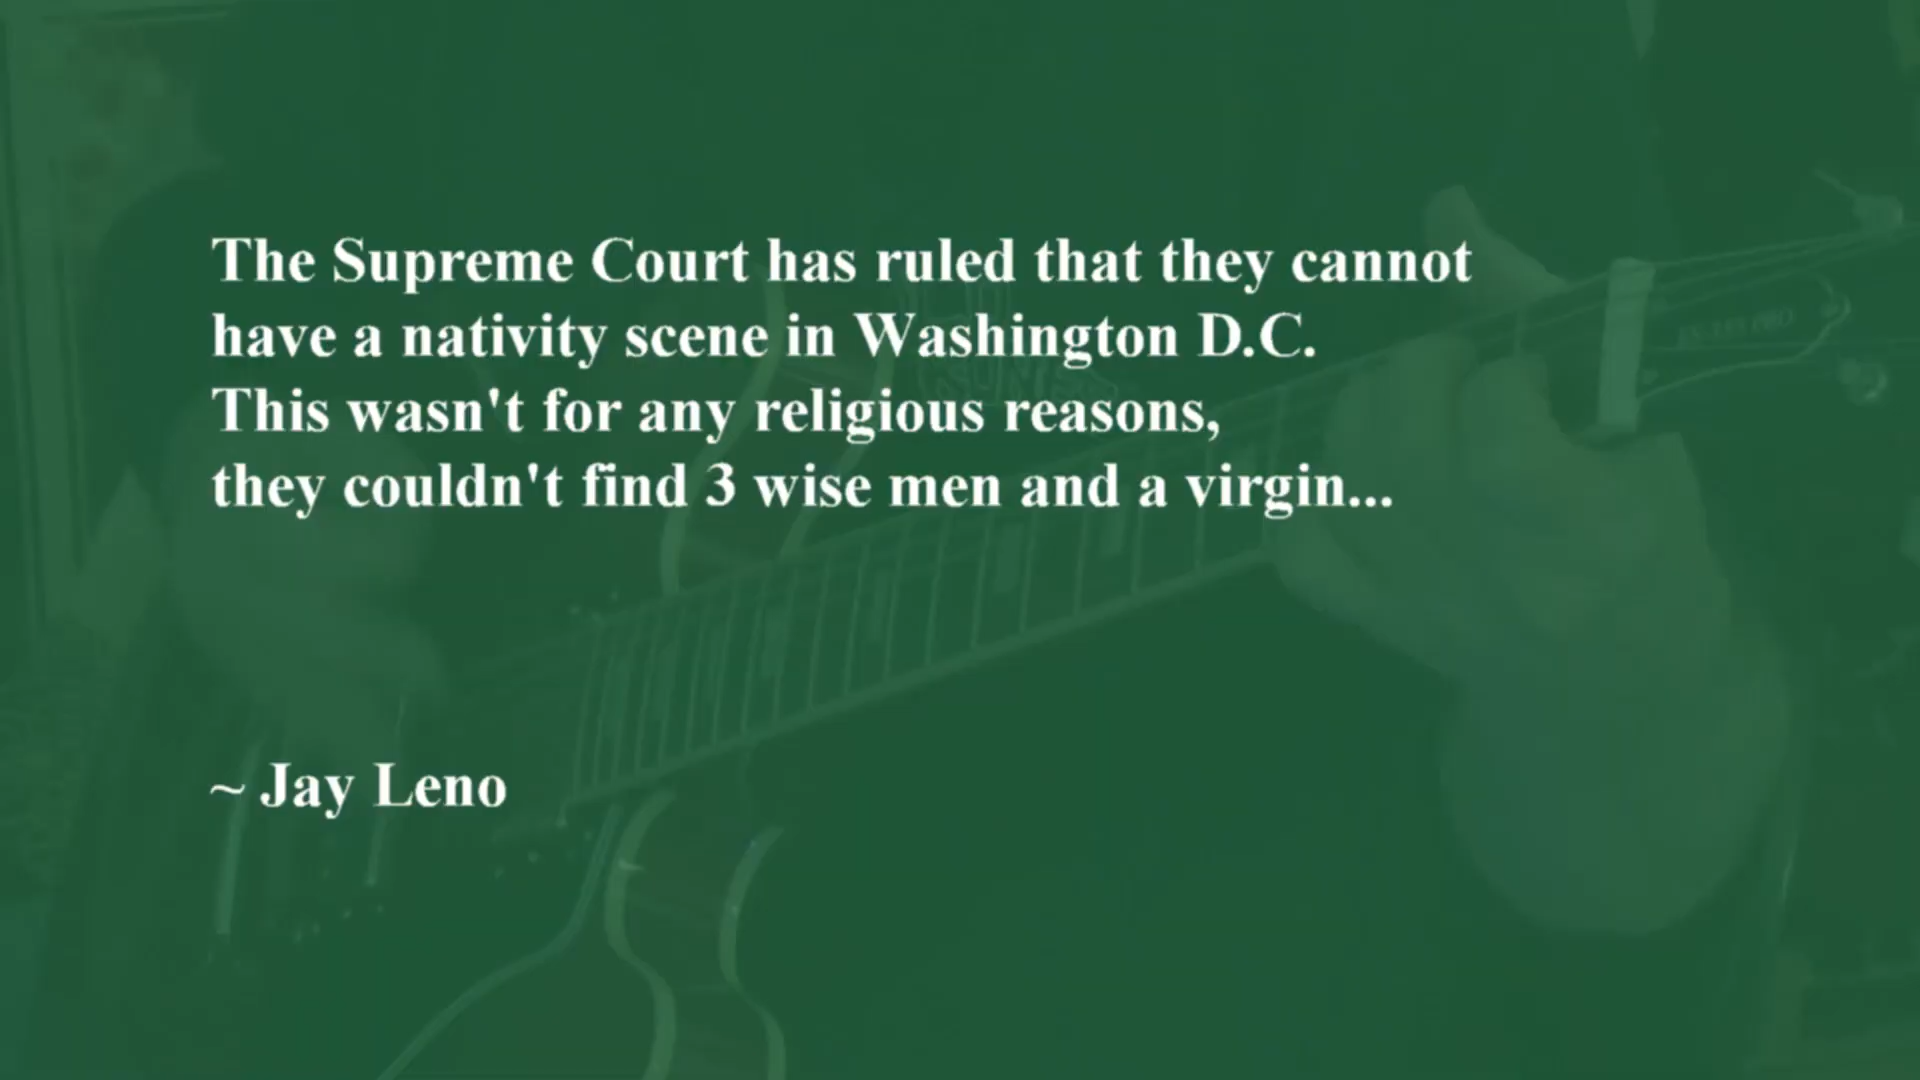 The Supreme Court has ruled that they cannot
have a nativity scene in Washington D.C.
This wasn't for any religious reasons,
they couldn't find 3 wise men and a virgin...
~ Jay Leno